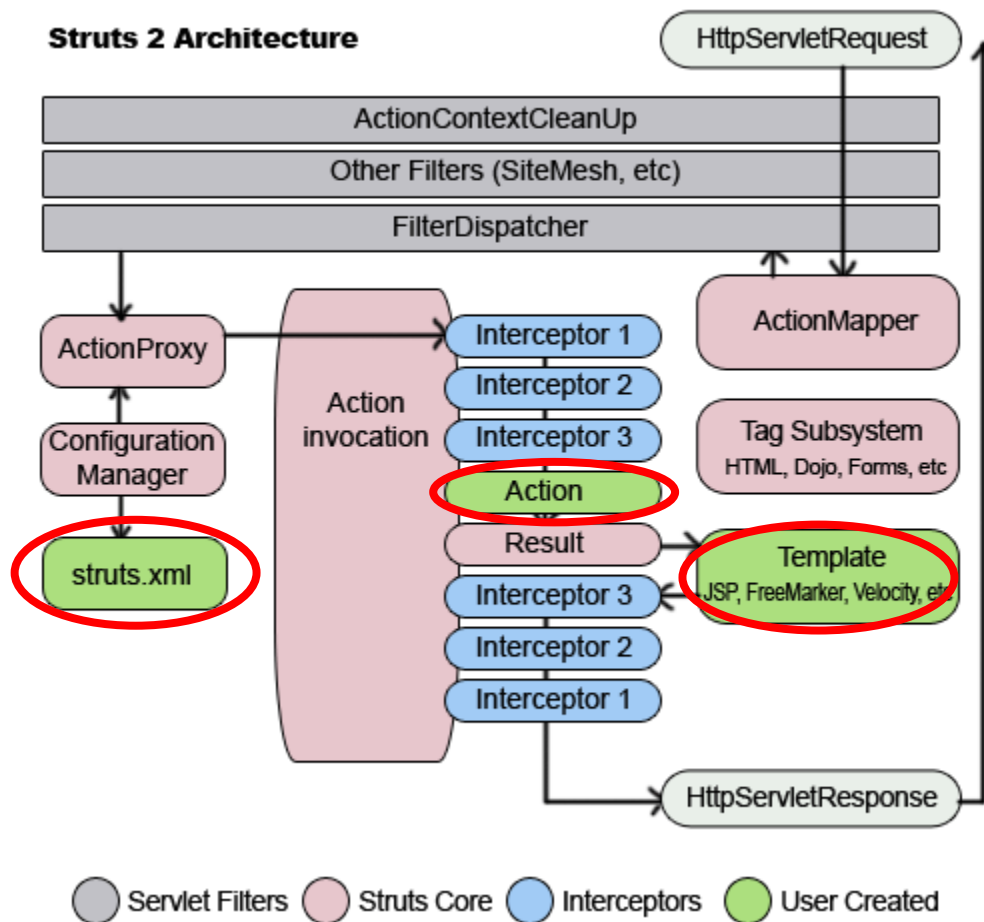 Struts 2 Architecture
HttpServletRequest
ActionContextCleanUp
Other Filters (SiteMesh, etc)
FilterDispatcher
ActionProxy
Configuration
Manager
struts.xml
Action
invocation
Interceptor 1
Interceptor 2
Interceptor 3
Action
Result
Interceptor 3
Interceptor 2
Interceptor 1
ActionMapper
Tag Subsystem
HTML, Dojo, Forms, etc
Template
JSP, FreeMarker, Velocity, etc
HttpServletResponse
Servlet Filters
Struts Core
Interceptors
User Created